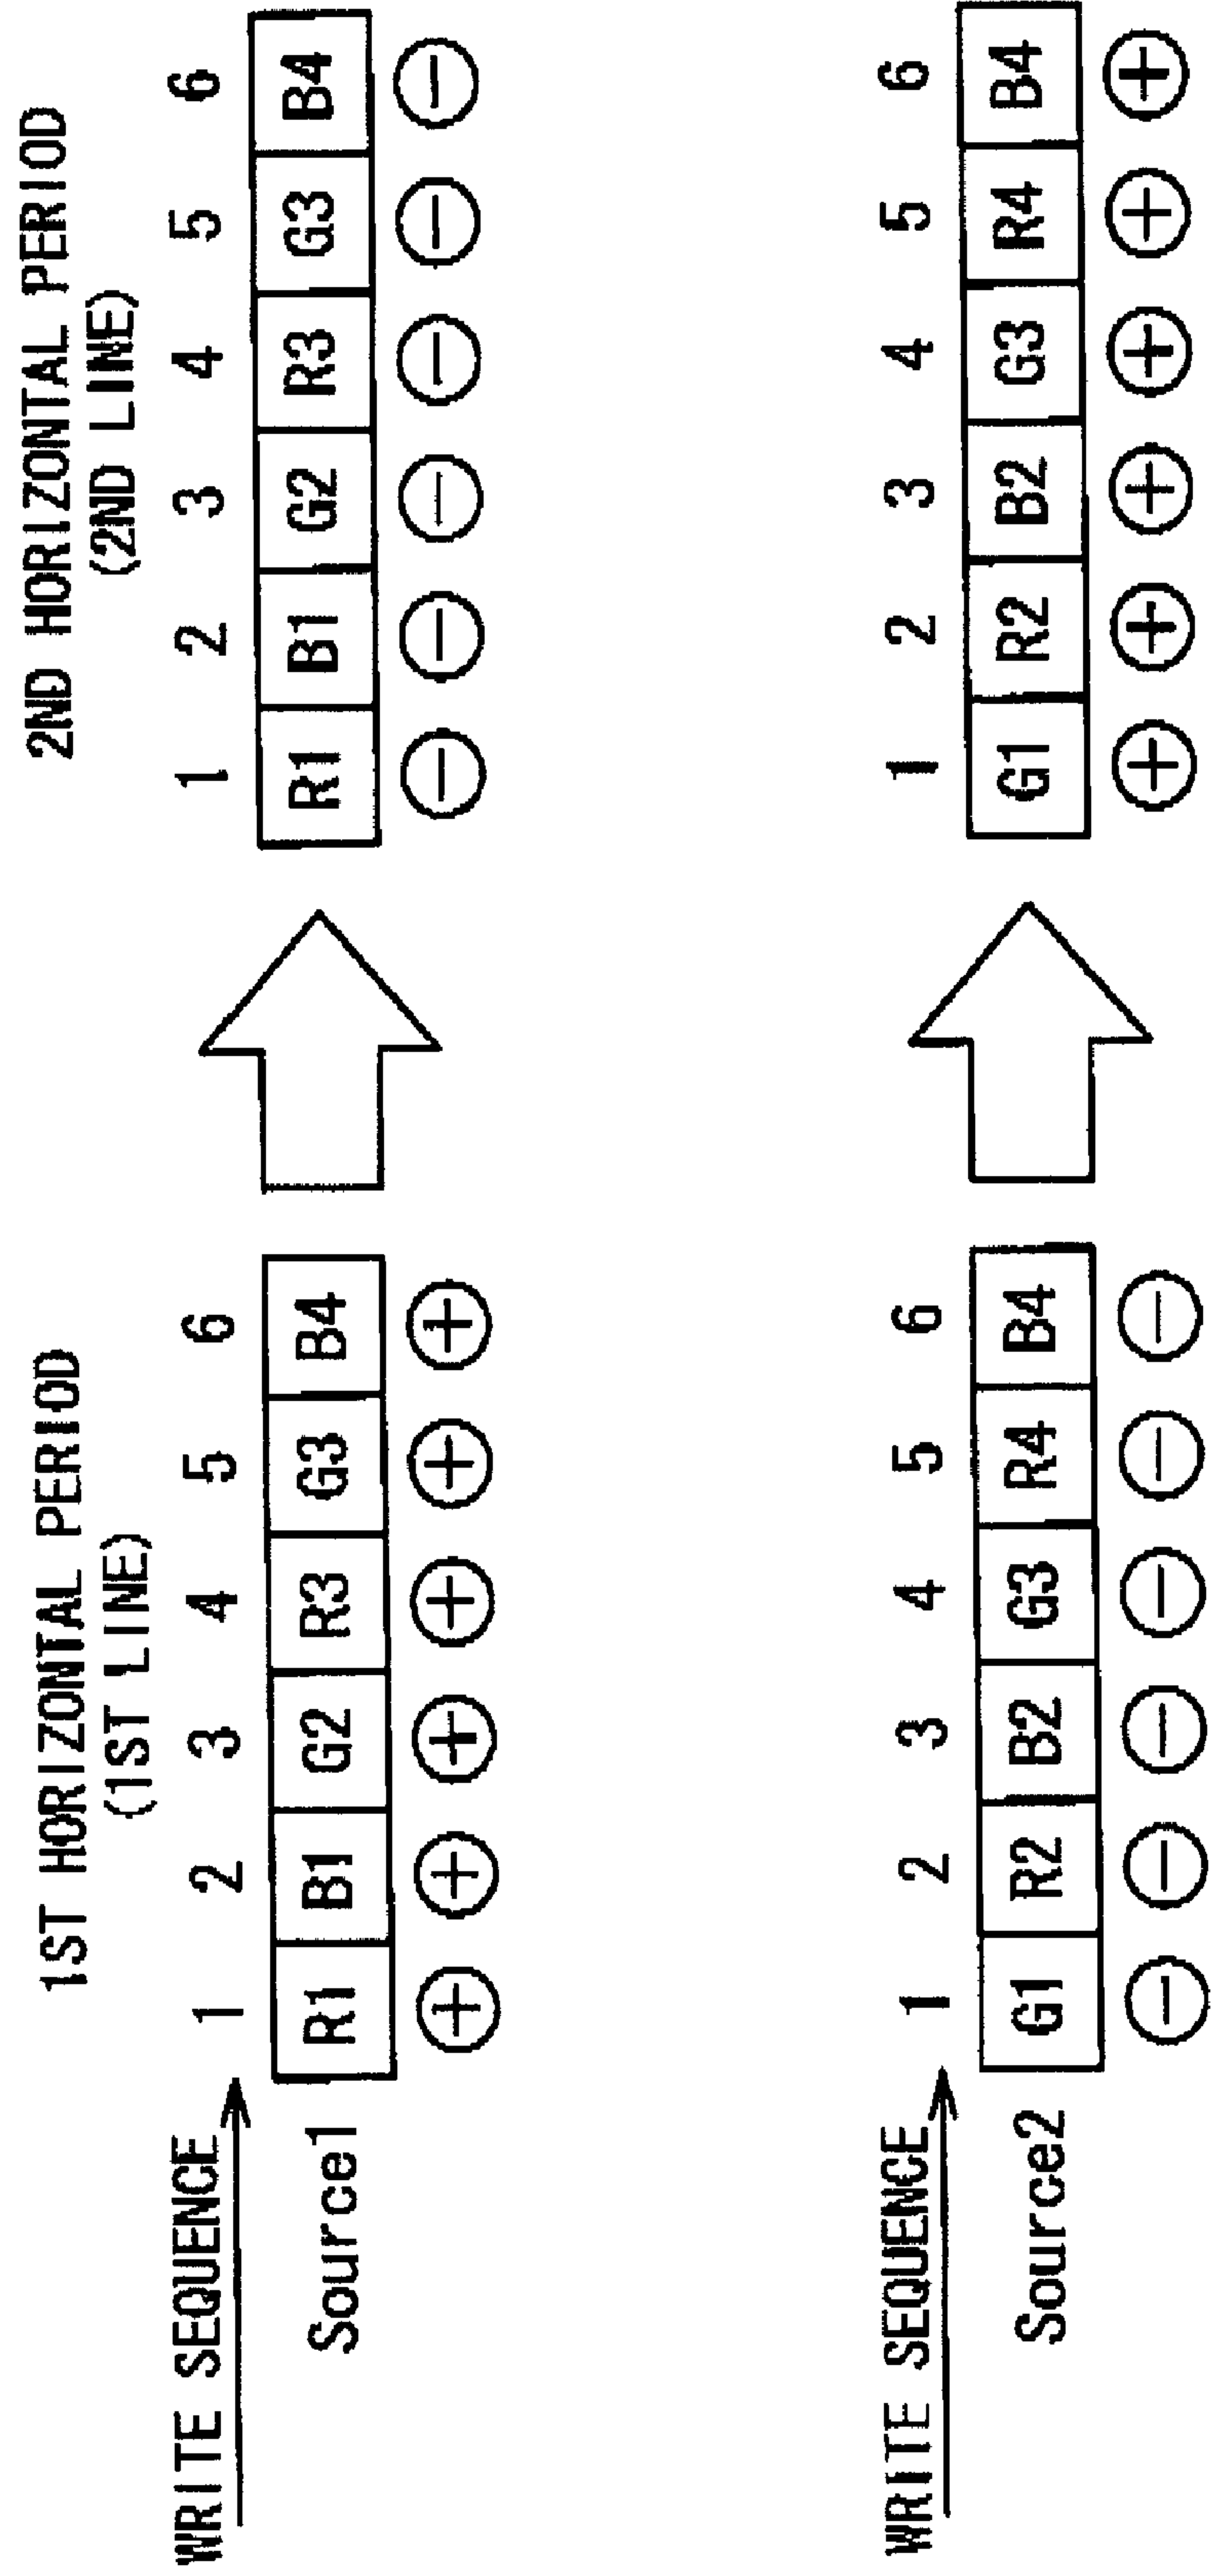 1ST HORIZONTAL PERIOD
(1ST LINE)
2ND HORIZONTAL PERIOD
(2ND LINE)
WRITE SEQUENCE
1 2 3 4 5 6
1 2 3 4 5 6
Source1
R1 B1 G2 R3 G3 B4
R1 B1 G2 R3 G3 B4
+ + + + + +
− − − − − −
WRITE SEQUENCE
1 2 3 4 5 6
1 2 3 4 5 6
Source2
G1 R2 B2 G3 R4 B4
G1 R2 B2 G3 R4 B4
− − − − − −
+ + + + + +